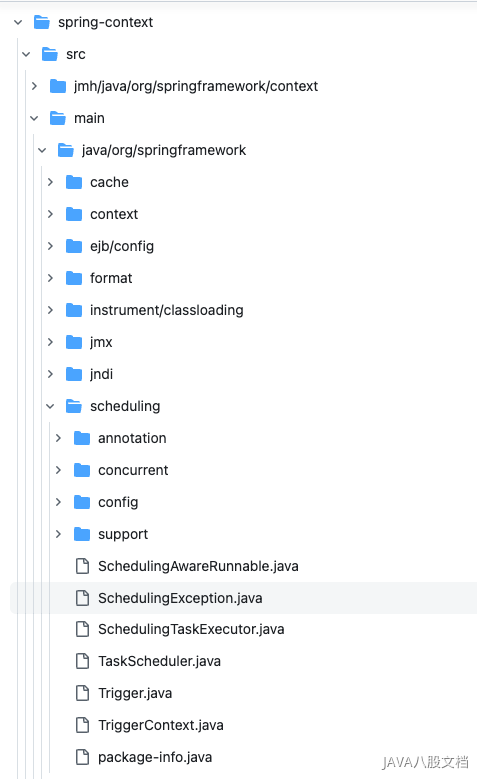 spring-context
src
jmh/java/org/springframework/context
main
java/org/springframework
cache
context
ejb/config
format
instrument/classloading
jmx
jndi
scheduling
annotation
concurrent
config
support
SchedulingAwareRunnable.java
SchedulingException.java
SchedulingTaskExecutor.java
TaskScheduler.java
Trigger.java
TriggerContext.java
package-info.java
JAVA八股文档